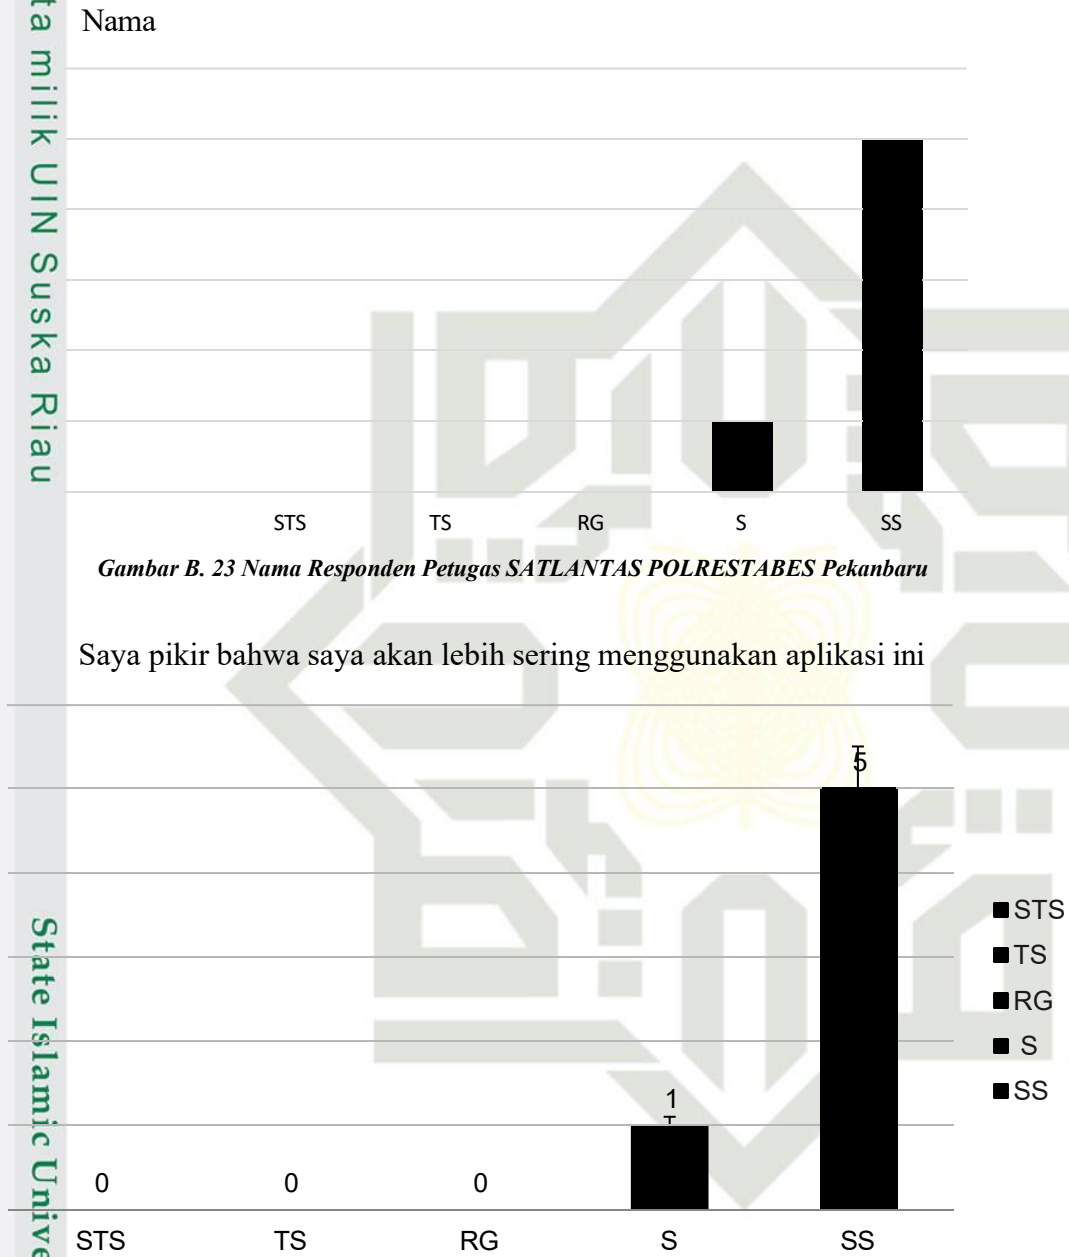 ta milik UIN Suska Riau
State Islamic Unive
Nama
STS TS RG S SS
Gambar B. 23 Nama Responden Petugas SATLANTAS POLRESTABES Pekanbaru
Saya pikir bahwa saya akan lebih sering menggunakan aplikasi ini
5
1
0 0 0
STS TS RG S SS
STS
TS
RG
S
SS